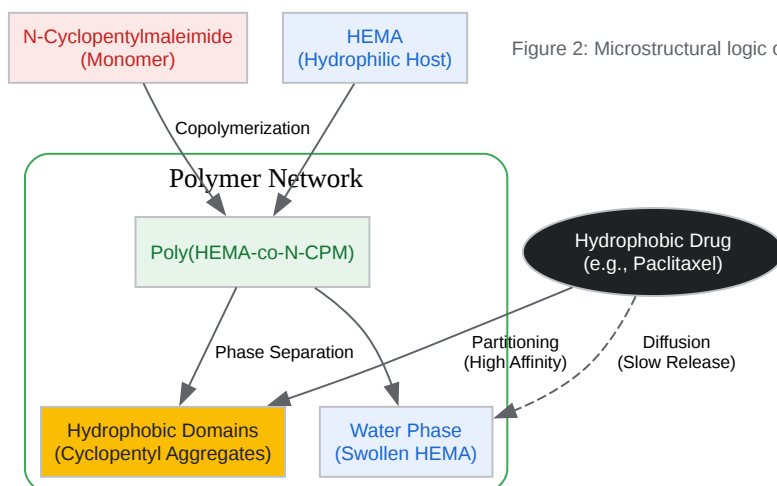 N-Cyclopentylmaleimide
(Monomer)
HEMA
(Hydrophilic Host)
Figure 2: Microstructural logic
Copolymerization
Polymer Network
Poly(HEMA-co-N-CPM)
Hydrophobic Drug
(e.g., Paclitaxel)
Phase Separation
Partitioning
(High Affinity)
Diffusion
(Slow Release)
Hydrophobic Domains
(Cyclopentyl Aggregates)
Water Phase
(Swollen HEMA)